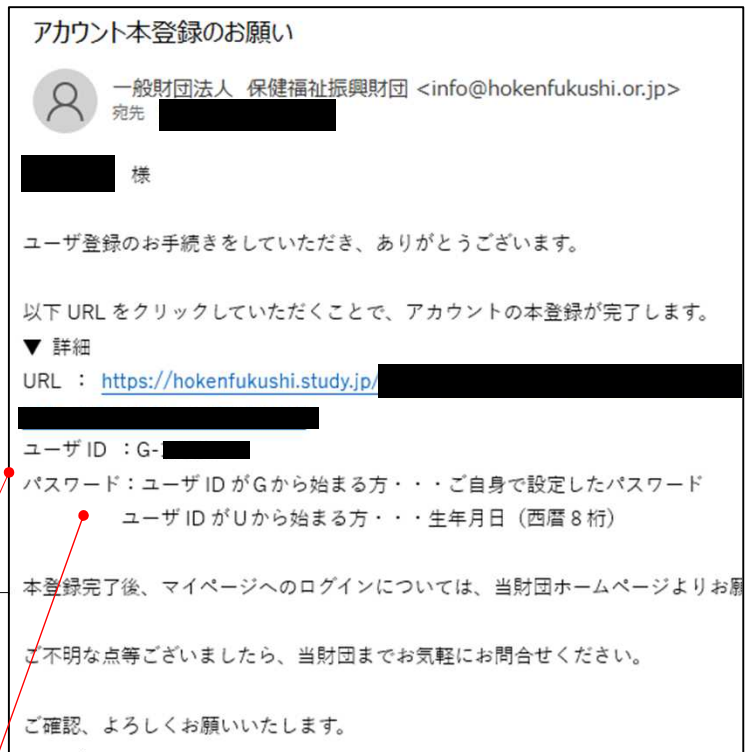 アカウント本登録のお願い
一般財団法人 保健福祉振興財団 <info@hokenfukushi.or.jp>
宛先
様
ユーザ登録のお手続きをしていただき、ありがとうございます。
以下 URL をクリックしていただくことで、アカウントの本登録が完了します。
▼ 詳細
URL ： https://hokenfukushi.study.jp/
ユーザ ID ：G-
パスワード：ユーザ ID がGから始まる方・・・ご自身で設定したパスワード
ユーザ ID がUから始まる方・・・生年月日（西暦８桁）
本登録完了後、マイページへのログインについては、当財団ホームページよりお願
ご不明な点等ございましたら、当財団までお気軽にお問合せください。
ご確認、よろしくお願いいたします。